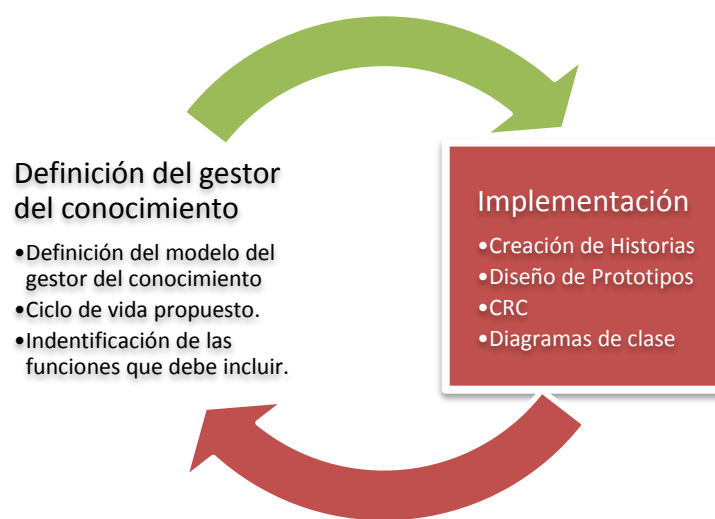 Definición del gestor
del conocimiento
•Definición del modelo del
gestor del conocimiento
•Ciclo de vida propuesto.
•Indentificación de las
funciones que debe incluir.
Implementación
•Creación de Historias
•Diseño de Prototipos
•CRC
•Diagramas de clase